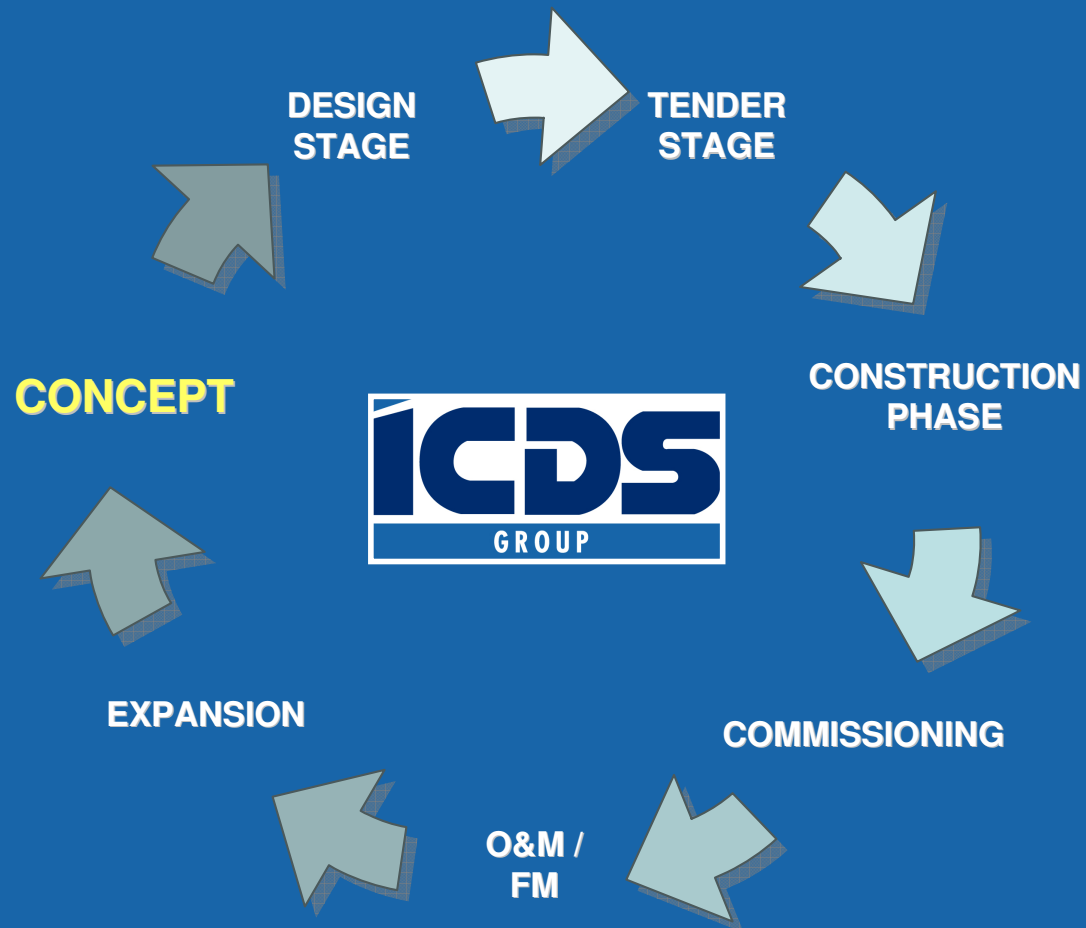 DESIGN
STAGE
TENDER
STAGE
CONCEPT
CONSTRUCTION
PHASE
iCDS
GROUP
EXPANSION
COMMISSIONING
O&M /
FM